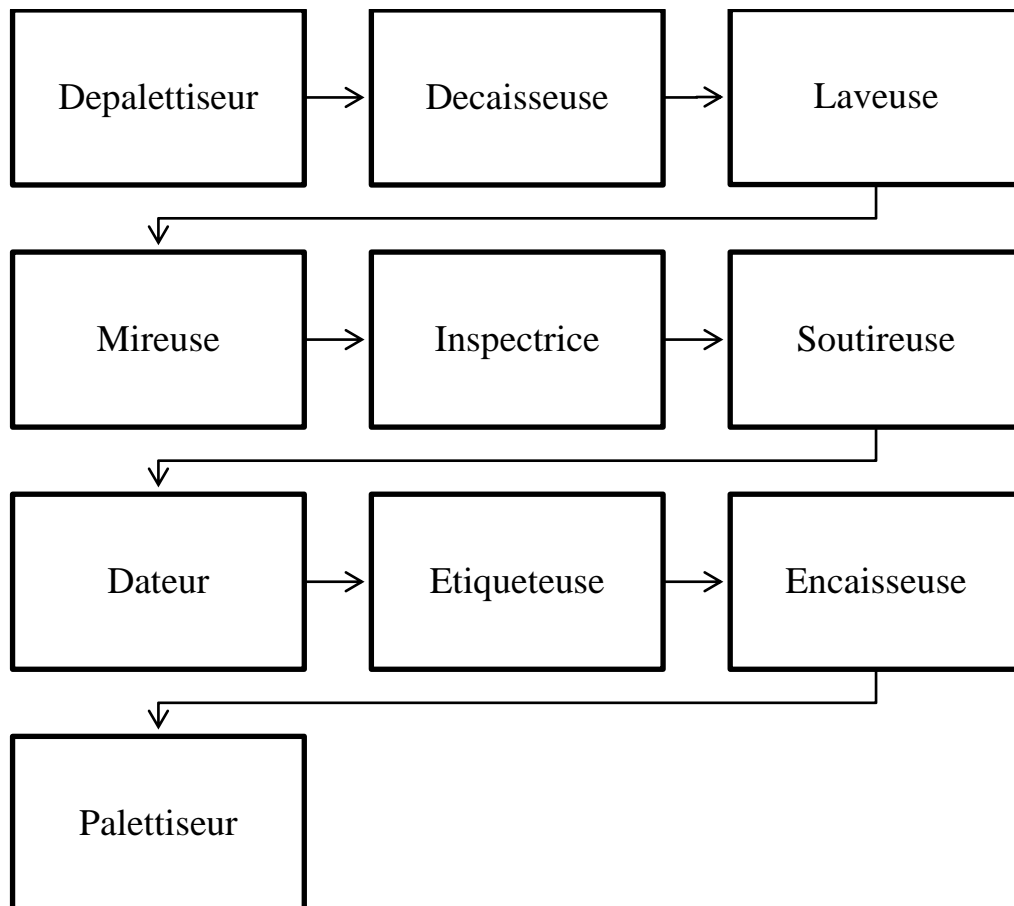 Depalettiseur
Decaisseuse
Laveuse
Mireuse
Inspectrice
Soutireuse
Dateur
Etiqueteuse
Encaisseuse
Palettiseur